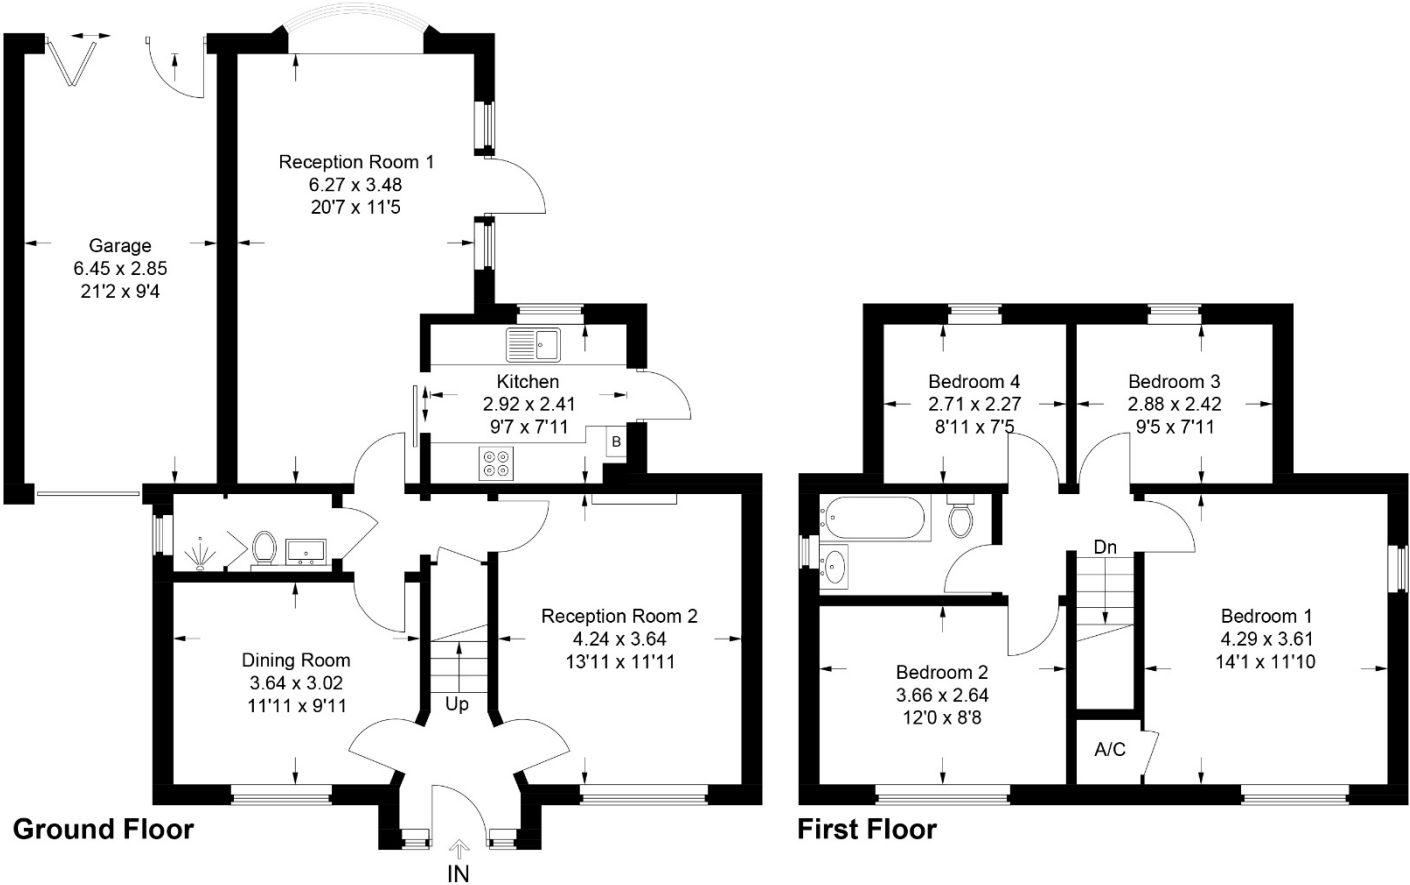 Reception Room 1
6.27 x 3.48
20'7 x 11'5
Garage
6.45 x 2.85
21'2 x 9'4
Kitchen
2.92 x 2.41
9'7 x 7'11
B
Reception Room 2
4.24 x 3.64
13'11 x 11'11
Dining Room
3.64 x 3.02
11'11 x 9'11
Up
IN
Ground Floor
Bedroom 4
2.71 x 2.27
8'11 x 7'5
Bedroom 3
2.88 x 2.42
9'5 x 7'11
Dn
Bedroom 1
4.29 x 3.61
14'1 x 11'10
Bedroom 2
3.66 x 2.64
12'0 x 8'8
A/C
First Floor